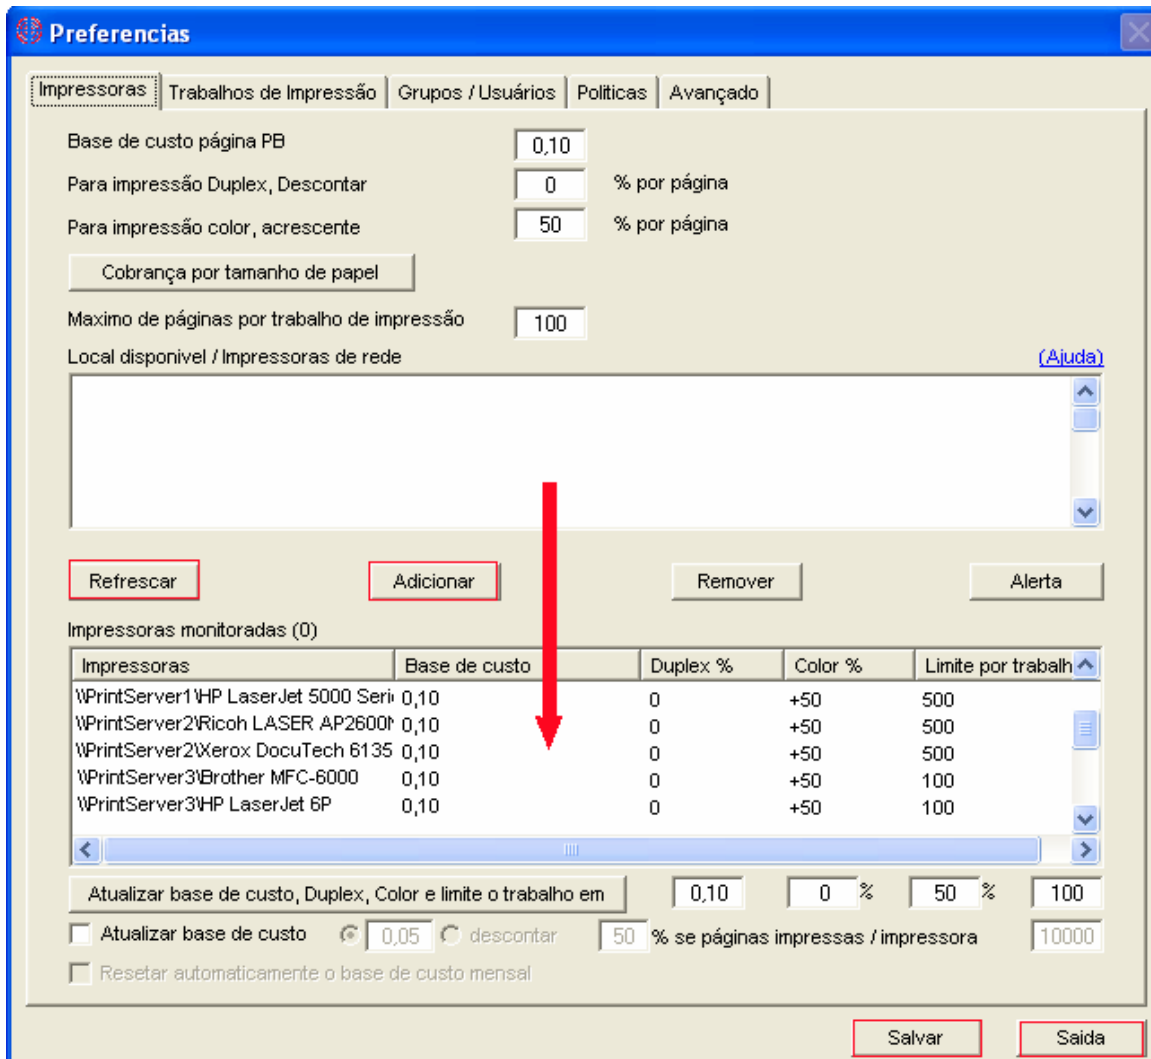 Preferencias
Impressoras Trabalhos de Impressão Grupos / Usuários Politicas Avançado
Base de custo página PB 0,10
Para impressão Duplex, Descontar 0 % por página
Para impressão color, acrescente 50 % por página
Cobrança por tamanho de papel
Maximo de páginas por trabalho de impressão 100
Local disponivel / Impressoras de rede (Ajuda)
Refrescar Adicionar Remover Alerta
Impressoras monitoradas (0)
Impressoras Base de custo Duplex % Color % Limite por trabalh
\\PrintServer1\HP LaserJet 5000 Seri 0,10 0 +50 500
\\PrintServer2\Ricoh LASER AP2600N 0,10 0 +50 500
\\PrintServer2\Xerox DocuTech 6135 0,10 0 +50 500
\\PrintServer3\Brother MFC-6000 0,10 0 +50 100
\\PrintServer3\HP LaserJet 6P 0,10 0 +50 100
Atualizar base de custo, Duplex, Color e limite o trabalho em 0,10 0 % 50 % 100
Atualizar base de custo 0,05 descontar 50 % se páginas impressas / impressora 10000
Resetar automaticamente o base de custo mensal
Salvar Saida